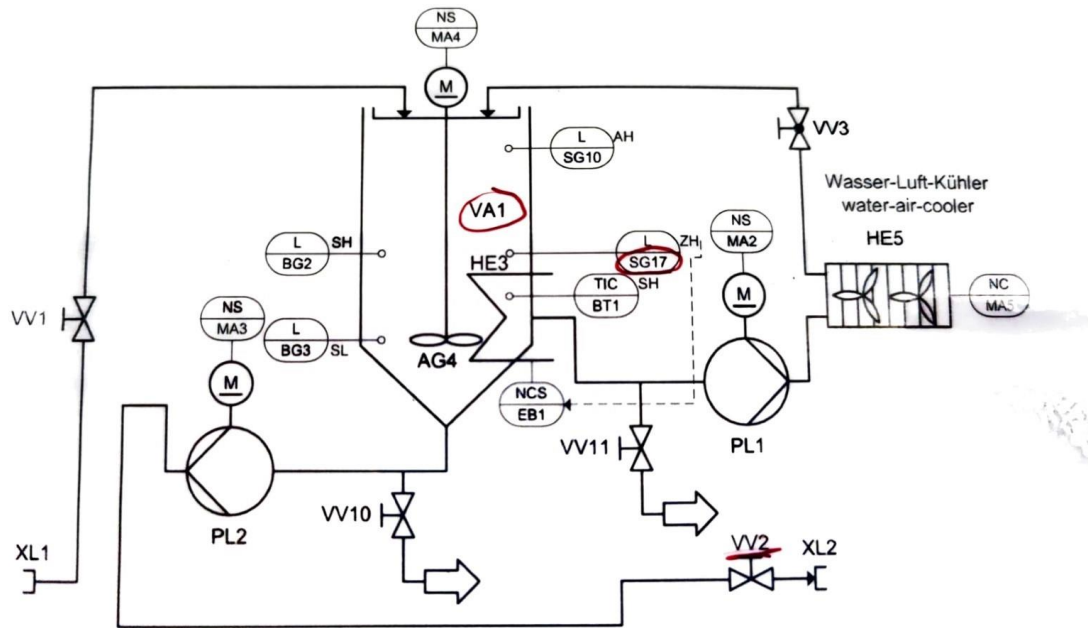 NS
MA4
M
L
SG10
AH
VV3
Wasser-Luft-Kühler
water-air-cooler
HE5
VA1
NS
MA2
L
SG17
ZH
L
BG2
SH
HE3
TIC
BT1
SH
M
NC
MA5
VV1
NS
MA3
L
BG3
SL
AG4
M
NCS
EB1
PL1
VV11
PL2
VV10
XL1
VV2
XL2